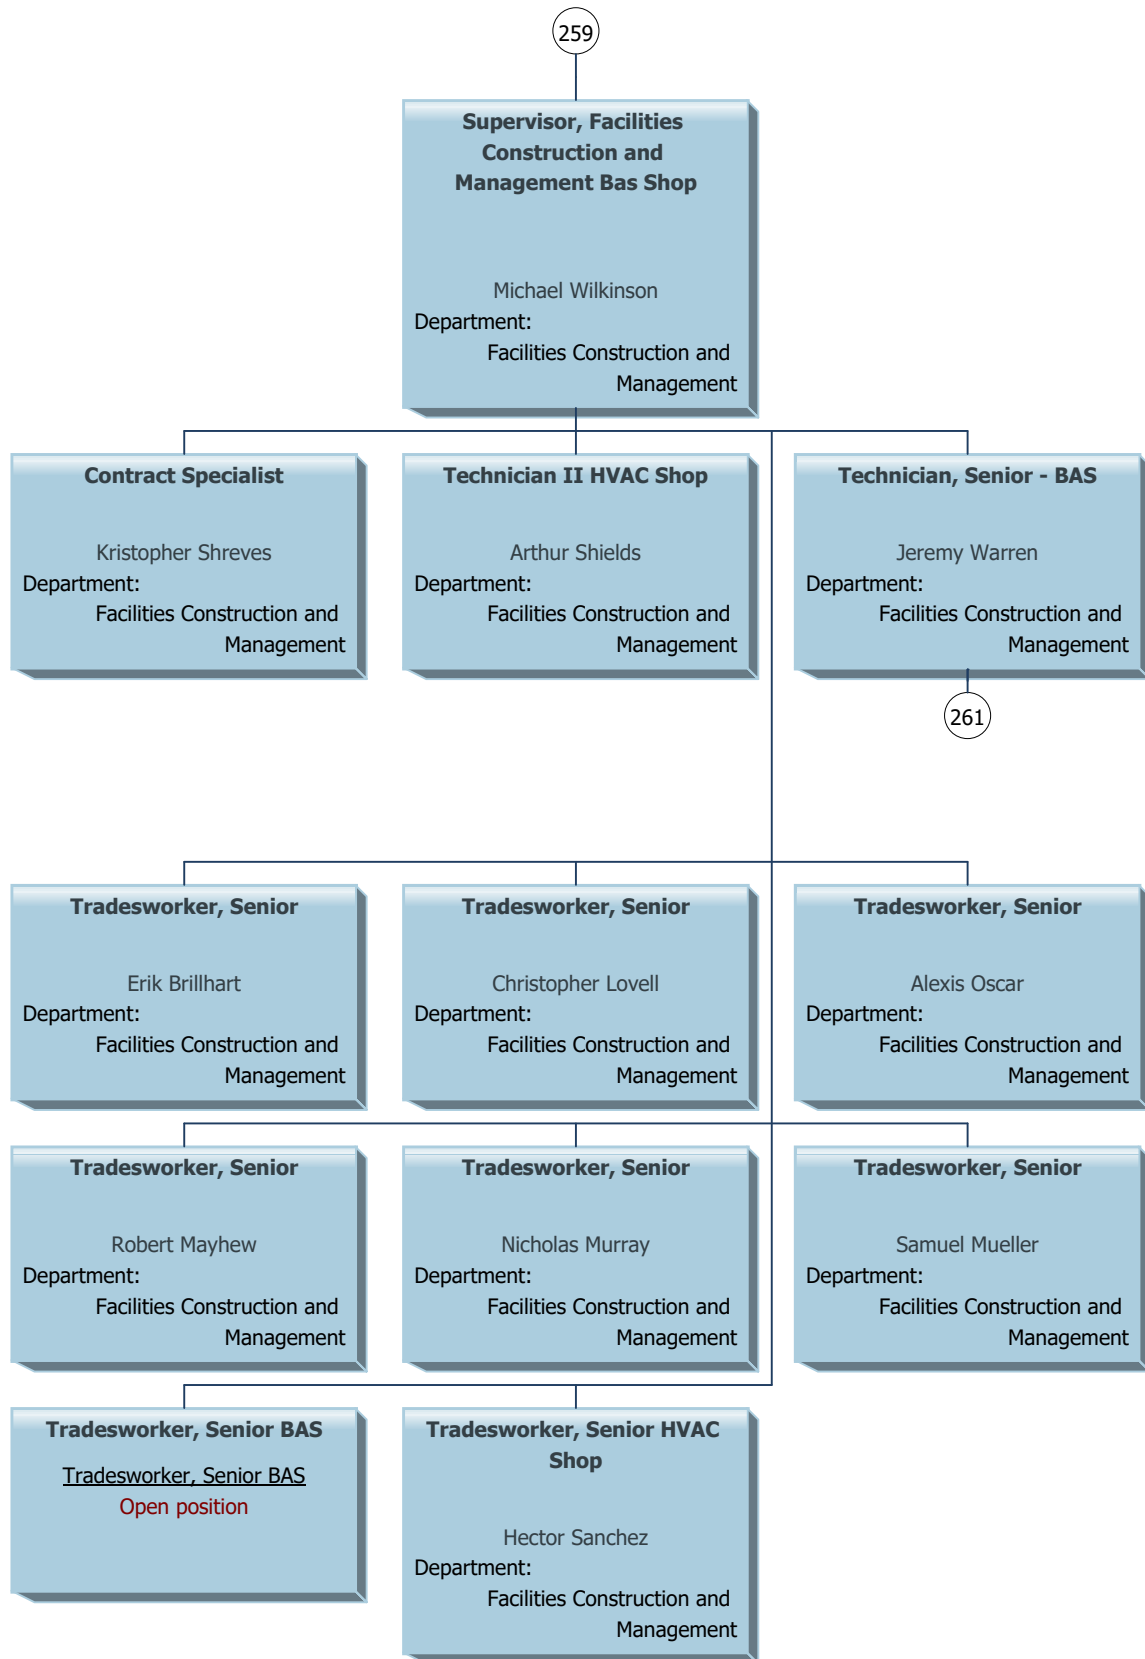 259
Supervisor, Facilities
Construction and
Management Bas Shop
Michael Wilkinson
Department:
Facilities Construction and
Management
Contract Specialist
Kristopher Shreves
Department:
Facilities Construction and
Management
Technician II HVAC Shop
Arthur Shields
Department:
Facilities Construction and
Management
Technician, Senior - BAS
Jeremy Warren
Department:
Facilities Construction and
Management
261
Tradesworker, Senior
Erik Brillhart
Department:
Facilities Construction and
Management
Tradesworker, Senior
Christopher Lovell
Department:
Facilities Construction and
Management
Tradesworker, Senior
Alexis Oscar
Department:
Facilities Construction and
Management
Tradesworker, Senior
Robert Mayhew
Department:
Facilities Construction and
Management
Tradesworker, Senior
Nicholas Murray
Department:
Facilities Construction and
Management
Tradesworker, Senior
Samuel Mueller
Department:
Facilities Construction and
Management
Tradesworker, Senior BAS
Tradesworker, Senior BAS
Open position
Tradesworker, Senior HVAC
Shop
Hector Sanchez
Department:
Facilities Construction and
Management